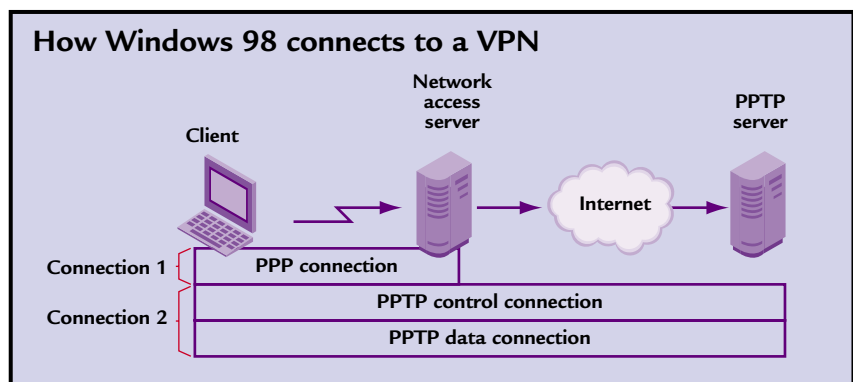 How Windows 98 connects to a VPN
Network
access
server
PPTP
server
Client
Internet
Connection 1
PPP connection
Connection 2
PPTP control connection
PPTP data connection